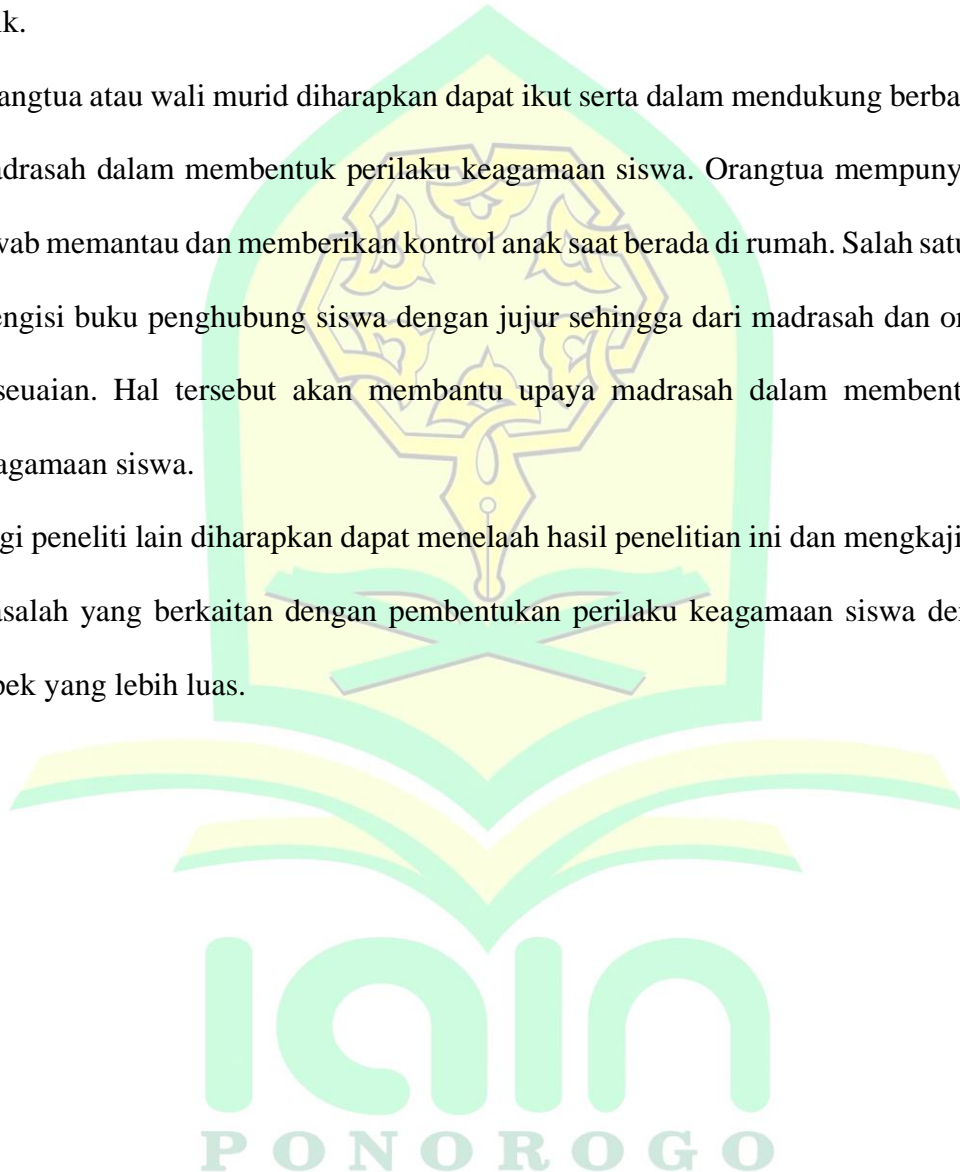 ik.
angtua atau wali murid diharapkan dapat ikut serta dalam mendukung berba
adrasah dalam membentuk perilaku keagamaan siswa. Orangtua mempuny
wab memantau dan memberikan kontrol anak saat berada di rumah. Salah satu
engisi buku penghubung siswa dengan jujur sehingga dari madrasah dan or
seuaian. Hal tersebut akan membantu upaya madrasah dalam membent
agamaan siswa.
gi peneliti lain diharapkan dapat menelaah hasil penelitian ini dan mengkaji
asalah yang berkaitan dengan pembentukan perilaku keagamaan siswa de
pek yang lebih luas.
iain
PONOROGO